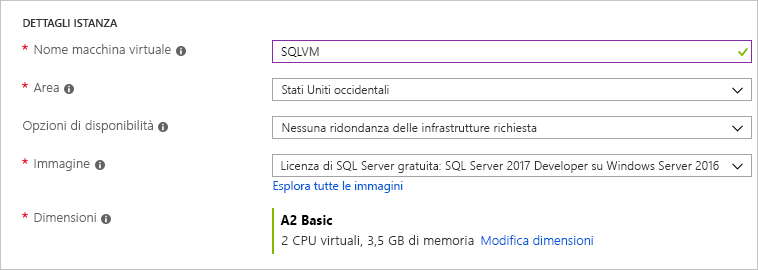 DETTAGLI ISTANZA
* Nome macchina virtuale
SQLVM
* Area
Stati Uniti occidentali
Opzioni di disponibilità
Nessuna ridondanza delle infrastrutture richiesta
* Immagine
Licenza di SQL Server gratuita: SQL Server 2017 Developer su Windows Server 2016
Esplora tutte le immagini
* Dimensioni
A2 Basic
2 CPU virtuali, 3,5 GB di memoria Modifica dimensioni